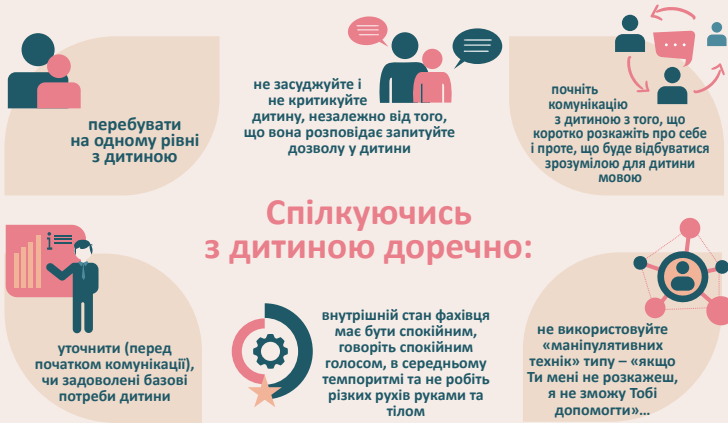 перебувати
на одному рівні
з дитиною
не засуджуйте і
не критикуйте
дитину, незалежно від того,
що вона розповідає запитуйте
дозволу у дитини
почніть
комунікацію
з дитиною з того, що
коротко розкажіть про себе
і проте, що буде відбуватися
зрозумілою для дитини
мовою
Спілкуючись
з дитиною доречно:
уточнити (перед
початком комунікації),
чи задоволені базові
потреби дитини
внутрішній стан фахівця
має бути спокійним,
говоріть спокійним
голосом, в середньому
темпоритмі та не робіть
різких рухів руками та
тілом
не використовуйте
«маніпулятивних
технік» типу – «якщо
Ти мені не розкажеш,
я не зможу Тобі
допомогти»...